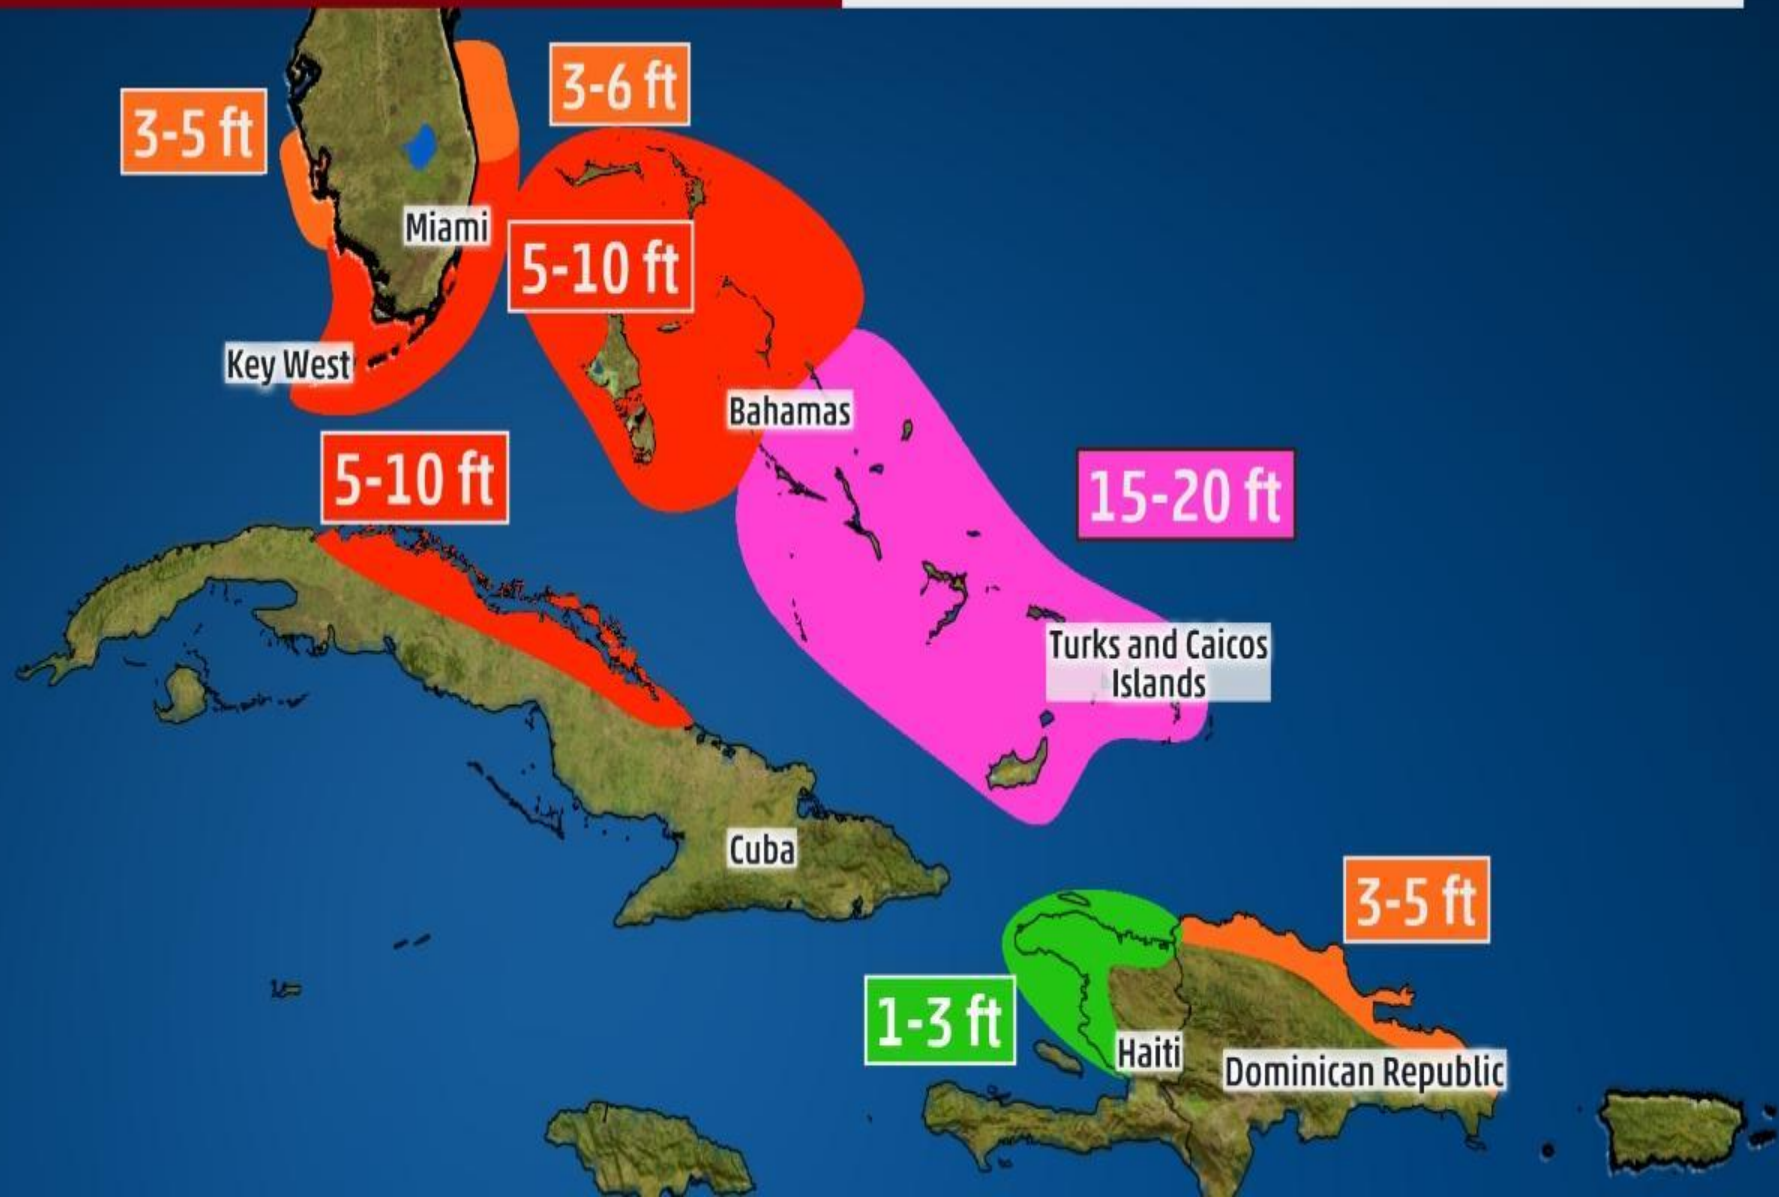 3-6 ft
3-5 ft
Miami
5-10 ft
Key West
Bahamas
5-10 ft
15-20 ft
Turks and Caicos
Islands
Cuba
3-5 ft
1-3 ft
Haiti
Dominican Republic